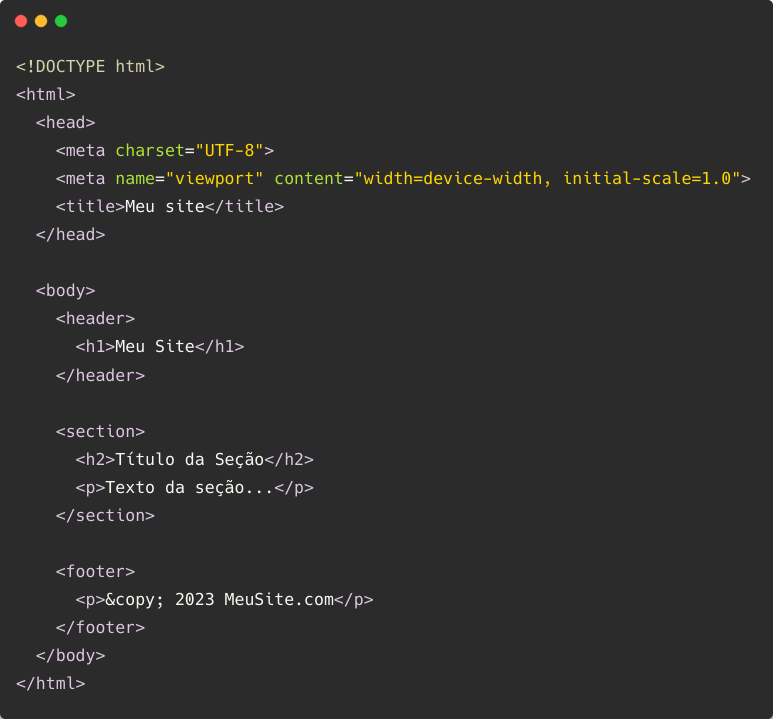 <!DOCTYPE html>
<html>
  <head>
    <meta charset="UTF-8">
    <meta name="viewport" content="width=device-width, initial-scale=1.0">
    <title>Meu site</title>
  </head>

  <body>
    <header>
      <h1>Meu Site</h1>
    </header>

    <section>
      <h2>Título da Seção</h2>
      <p>Texto da seção...</p>
    </section>

    <footer>
      <p>&copy; 2023 MeuSite.com</p>
    </footer>
  </body>
</html>